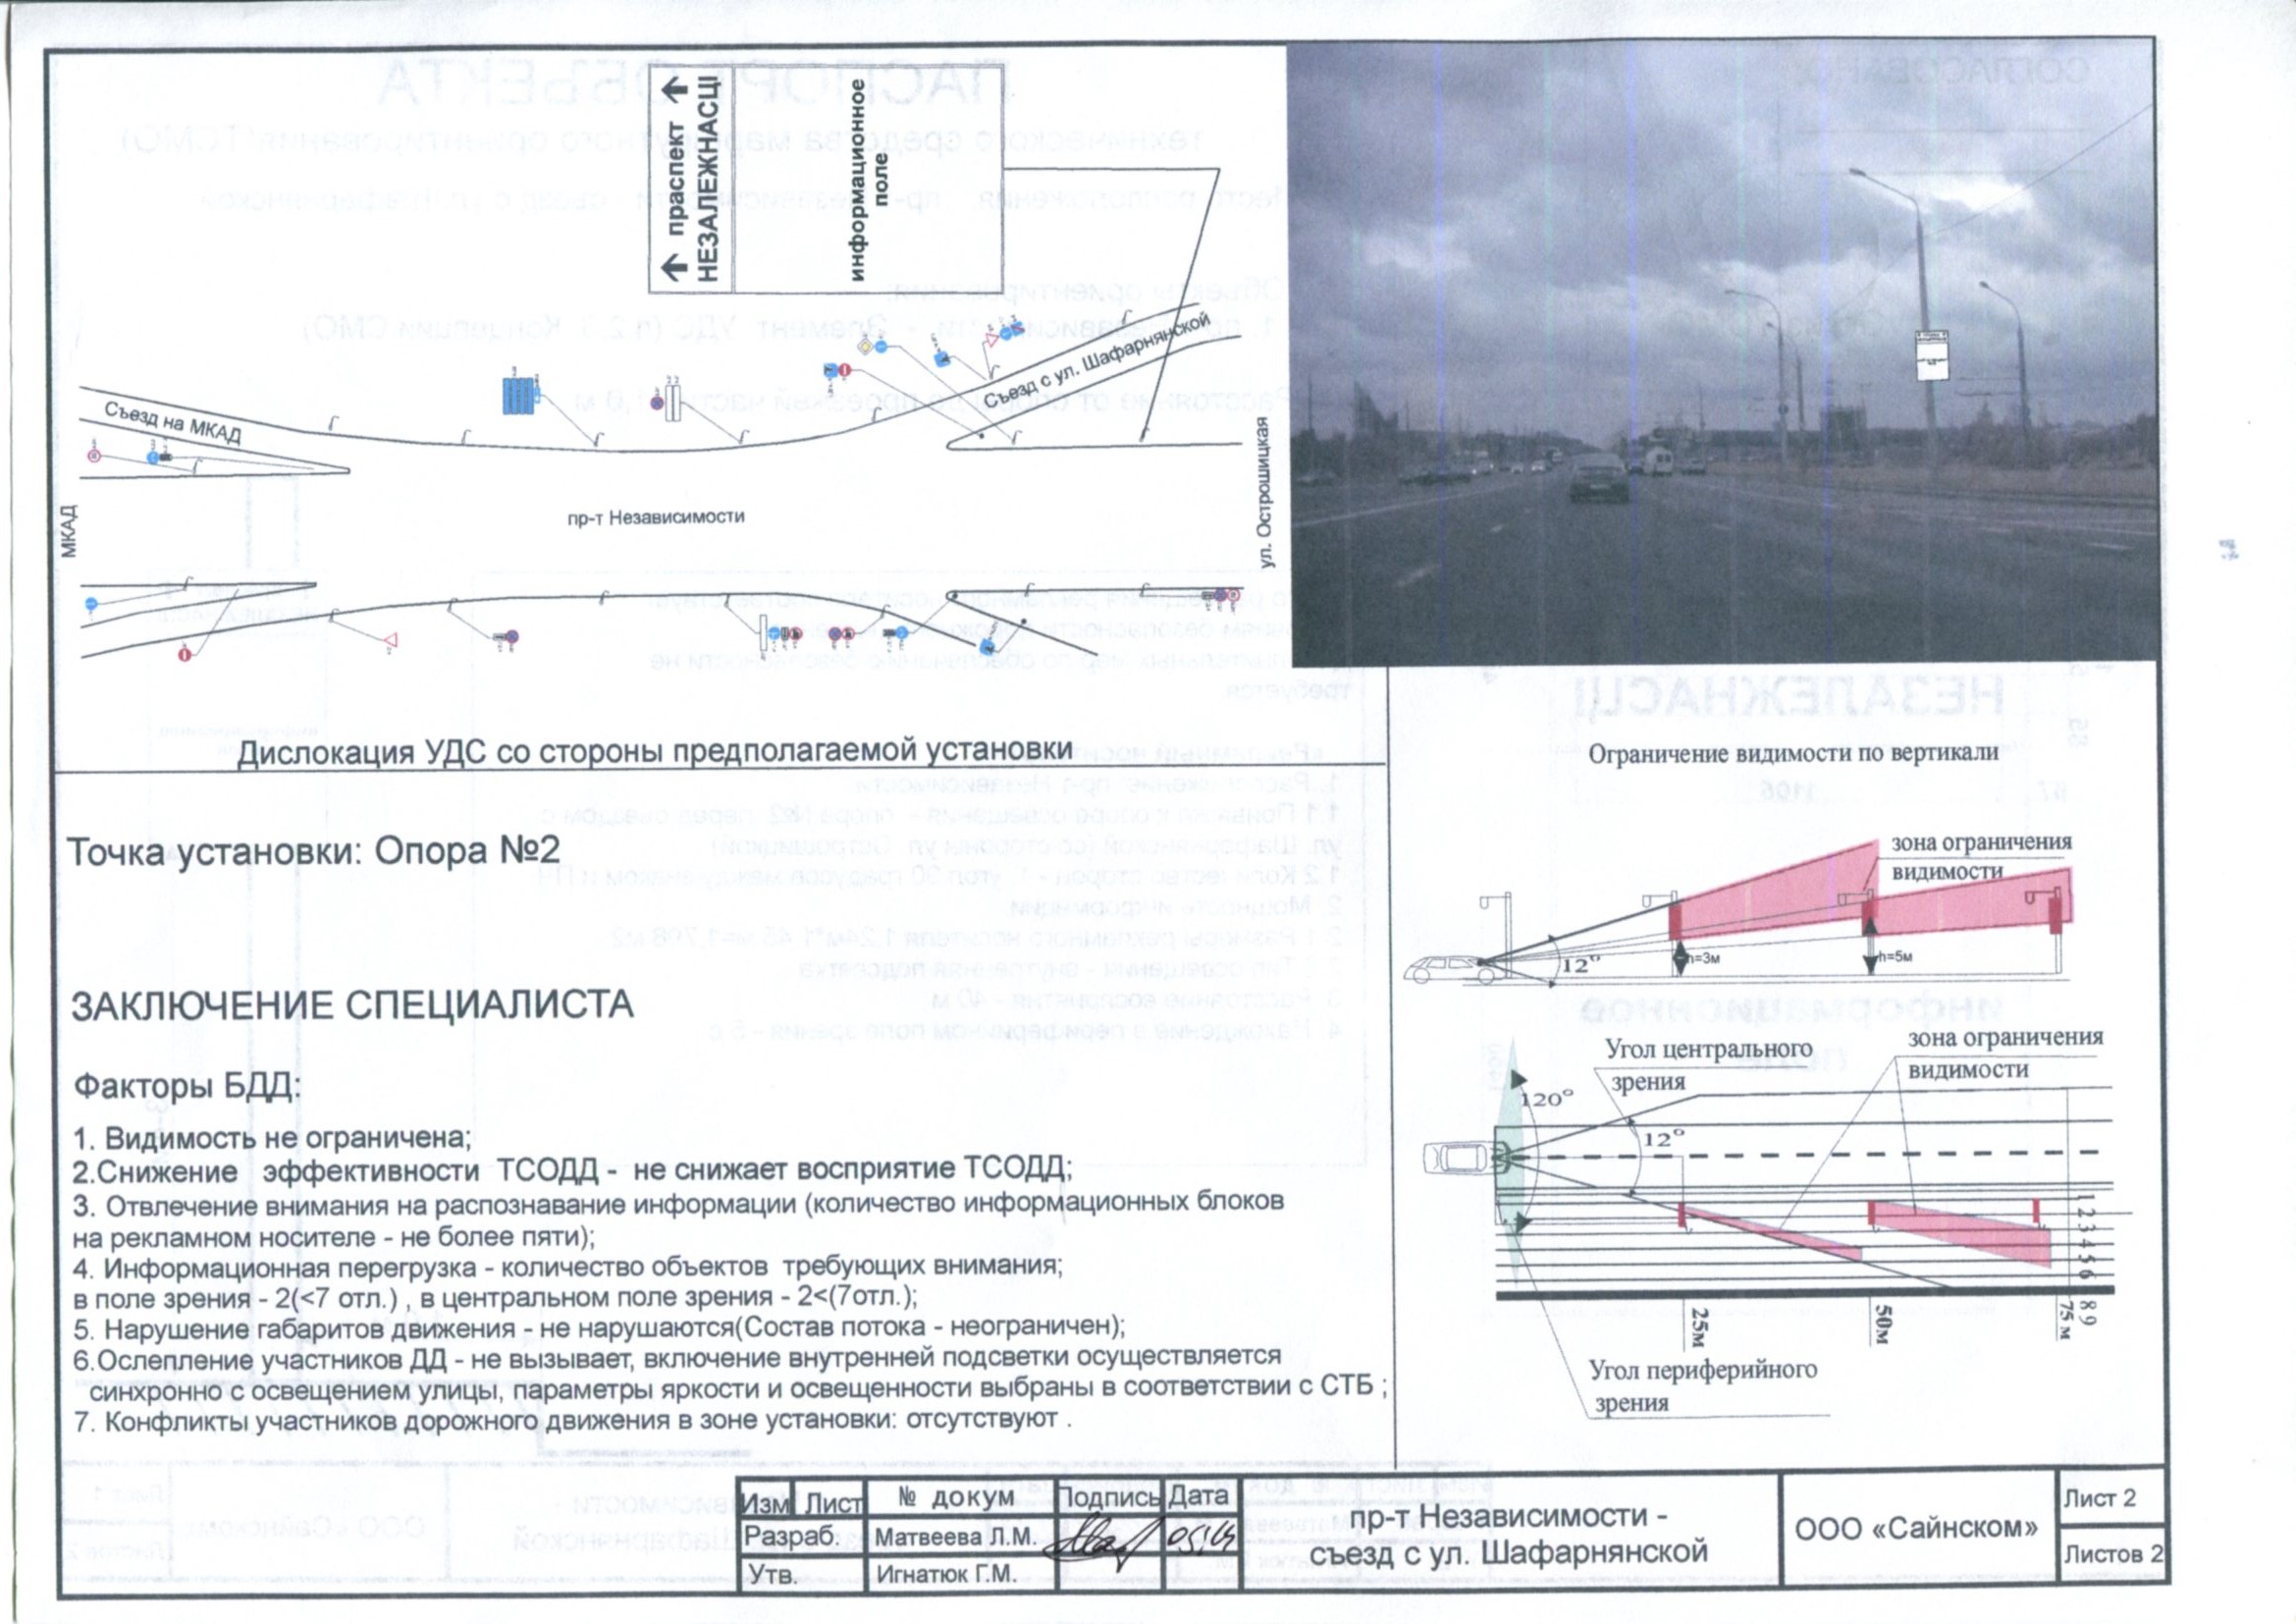 ↑ праспект ↑
НЕЗАЛЕЖНАСЦІ
информационное
поле
Съезд с ул. Шафарнянской
Съезд на МКАД
МКАД
пр-т Независимости
ул. Острошицкая
Дислокация УДС со стороны предполагаемой установки
Точка установки: Опора №2
ЗАКЛЮЧЕНИЕ СПЕЦИАЛИСТА
Факторы БДД:
1. Видимость не ограничена;
2.Снижение эффективности ТСОДД - не снижает восприятие ТСОДД;
3. Отвлечение внимания на распознавание информации (количество информационных блоков
на рекламном носителе - не более пяти);
4. Информационная перегрузка - количество объектов требующих внимания;
в поле зрения - 2(<7 отл.) , в центральном поле зрения - 2<(7отл.);
5. Нарушение габаритов движения - не нарушаются(Состав потока - неограничен);
6.Ослепление участников ДД - не вызывает, включение внутренней подсветки осуществляется
синхронно с освещением улицы, параметры яркости и освещенности выбраны в соответствии с СТБ ;
7. Конфликты участников дорожного движения в зоне установки: отсутствуют .
Ограничение видимости по вертикали
зона ограничения
видимости
12°
h=3м
h=5м
Угол центрального
зрения
зона ограничения
видимости
120°
12°
1 2 3 4 5 6 8 9
25м
50м
75 м
Угол периферийного
зрения
Изм Лист № докум Подпись Дата
Разраб. Матвеева Л.М.
Утв. Игнатюк Г.М.
пр-т Независимости -
съезд с ул. Шафарнянской
ООО «Сайнском»
Лист 2
Листов 2